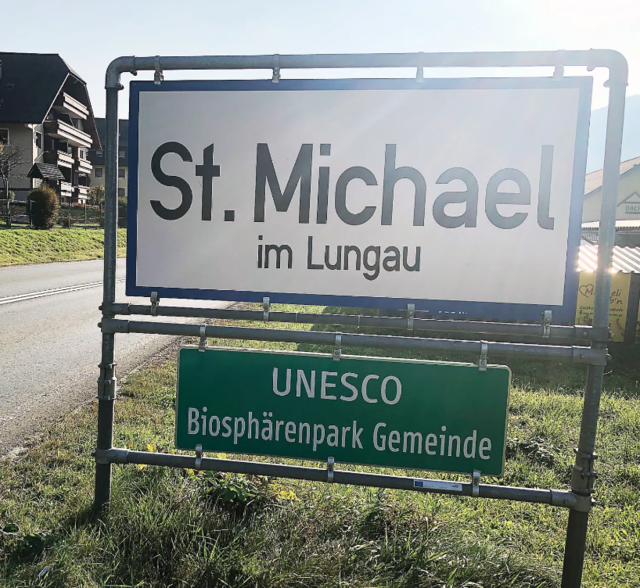 St. Michael
im Lungau
UNESCO
Biosphärenpark Gemeinde